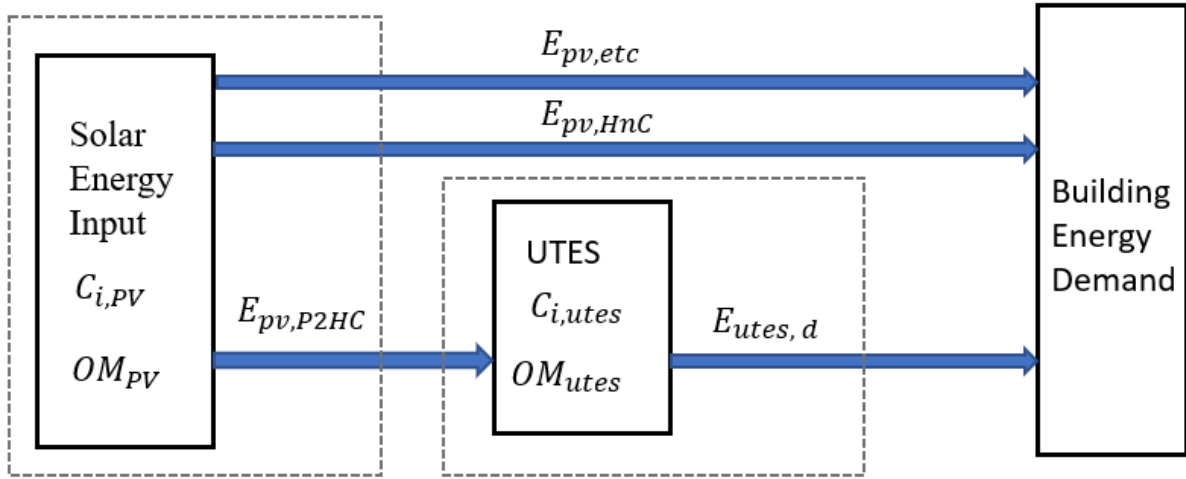 E_{pv,etc}
E_{pv,HnC}
Solar
Energy
Input
C_{i,PV}
OM_{PV}
E_{pv,P2HC}
UTES
C_{i,utes}
OM_{utes}
E_{utes, d}
Building
Energy
Demand